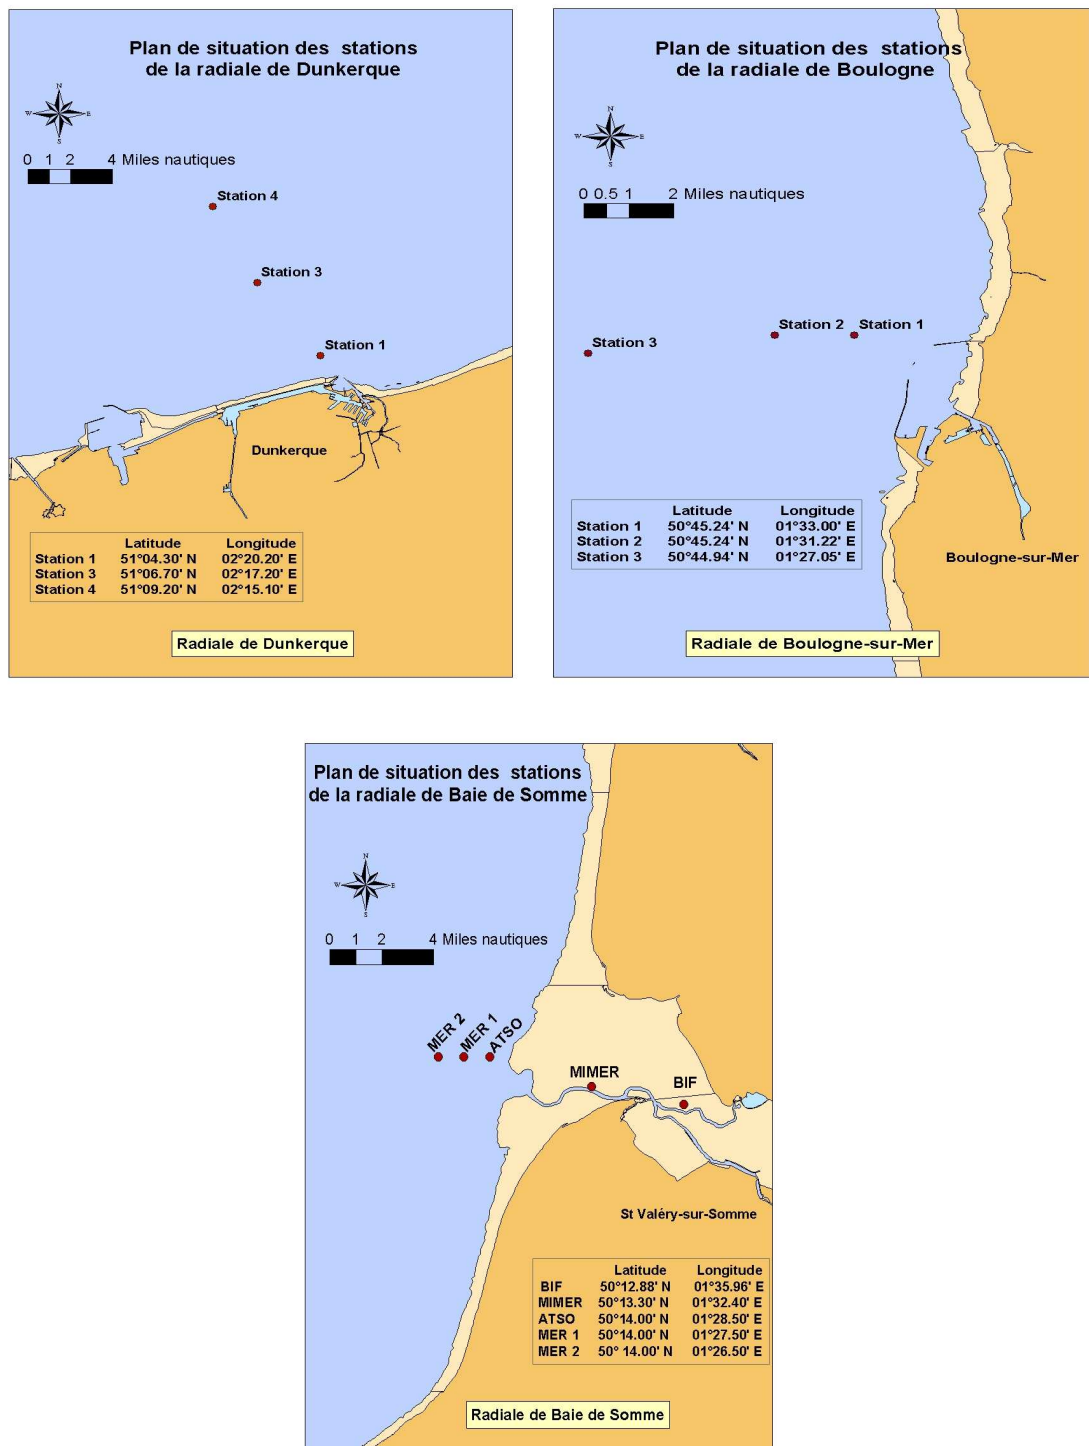 Plan de situation des stations
de la radiale de Dunkerque
N
W E
S
0 1 2 4 Miles nautiques
Station 4
Station 3
Station 1
Dunkerque
Latitude Longitude
Station 1 51°04.30' N 02°20.20' E
Station 3 51°06.70' N 02°17.20' E
Station 4 51°09.20' N 02°15.10' E
Radiale de Dunkerque
Plan de situation des stations
de la radiale de Boulogne
N
W E
S
0 0.5 1 2 Miles nautiques
Station 2 Station 1
Station 3
Latitude Longitude
Station 1 50°45.24' N 01°33.00' E
Station 2 50°45.24' N 01°31.22' E
Station 3 50°44.94' N 01°27.05' E
Boulogne-sur-Mer
Radiale de Boulogne-sur-Mer
Plan de situation des stations
de la radiale de Baie de Somme
N
W E
S
0 1 2 4 Miles nautiques
MER 2
MER 1
ATSO
MIMER
BIF
St Valéry-sur-Somme
Latitude Longitude
BIF 50°12.88' N 01°35.96' E
MIMER 50°13.30' N 01°32.40' E
ATSO 50°14.00' N 01°28.50' E
MER 1 50°14.00' N 01°27.50' E
MER 2 50° 14.00' N 01°26.50' E
Radiale de Baie de Somme